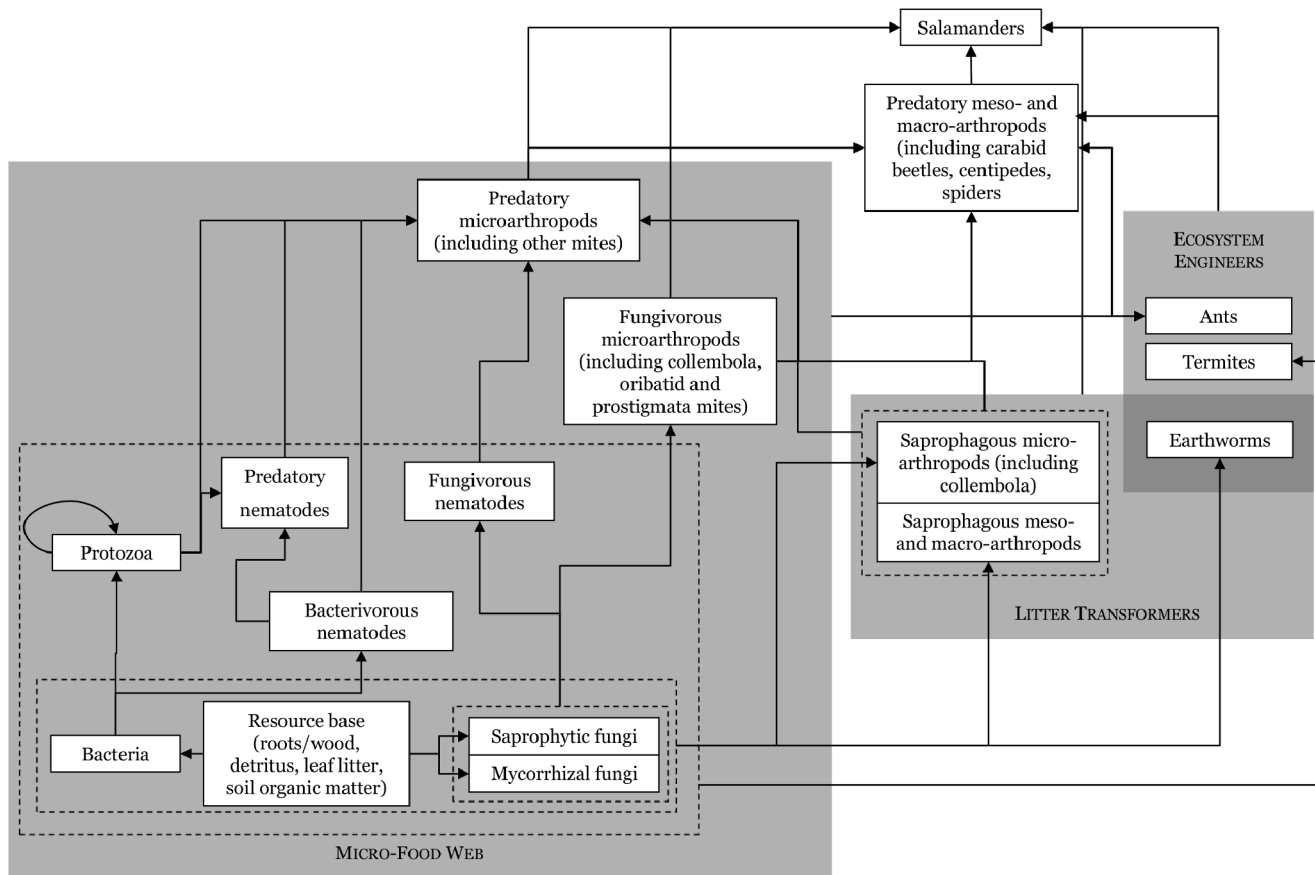 Salamanders
Predatory meso- and
macro-arthropods
(including carabid
beetles, centipedes,
spiders
Predatory
microarthropods
(including other mites)
ECOSYSTEM
ENGINEERS
Ants
Termites
Earthworms
Fungivorous
microarthropods
(including collembola,
oribatid and
prostigmata mites)
Saprophagous micro-
arthropods (including
collembola)
Saprophagous meso-
and macro-arthropods
LITTER TRANSFORMERS
Predatory
nematodes
Fungivorous
nematodes
Protozoa
Bacterivorous
nematodes
Bacteria
Resource base
(roots/wood,
detritus, leaf litter,
soil organic matter)
Saprophytic fungi
Mycorrhizal fungi
MICRO-FOOD WEB